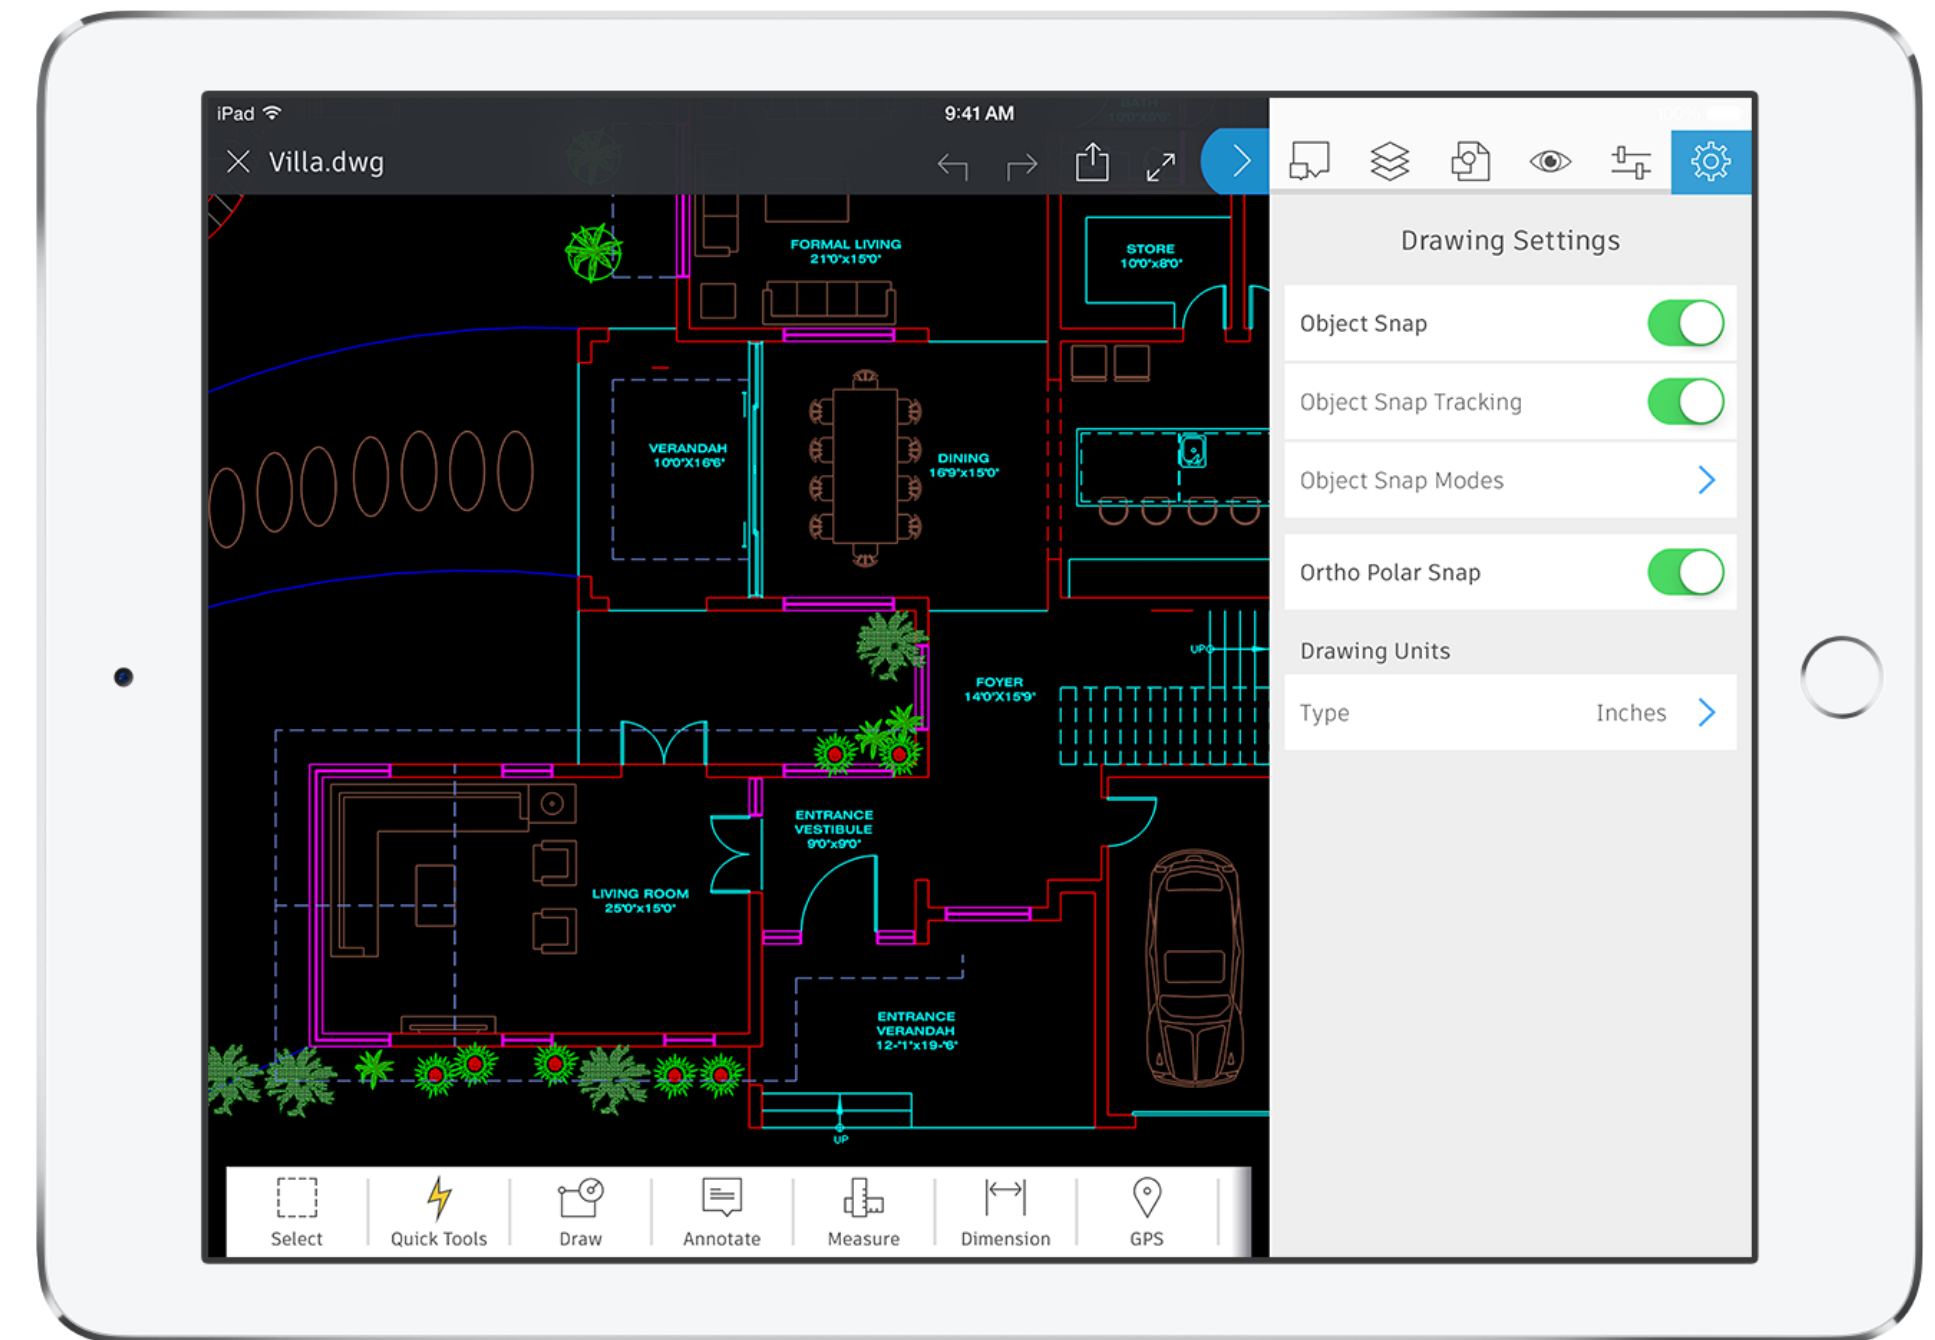 iPad
9:41 AM
Villa.dwg
BATH
FORMAL LIVING
21'0"x15'0"
STORE
10'0"x8'0"
VERANDAH
10'0"X16'6"
DINING
16'9"x15'0"
UP
FOYER
14'0"X15'9"
ENTRANCE
VESTIBULE
9'0"x9'0"
LIVING ROOM
25'0"x15'0"
ENTRANCE
VERANDAH
12-'1"x19-'6"
UP
Select
Quick Tools
Draw
Annotate
Measure
Dimension
GPS
Drawing Settings
Object Snap
Object Snap Tracking
Object Snap Modes
Ortho Polar Snap
Drawing Units
Type Inches